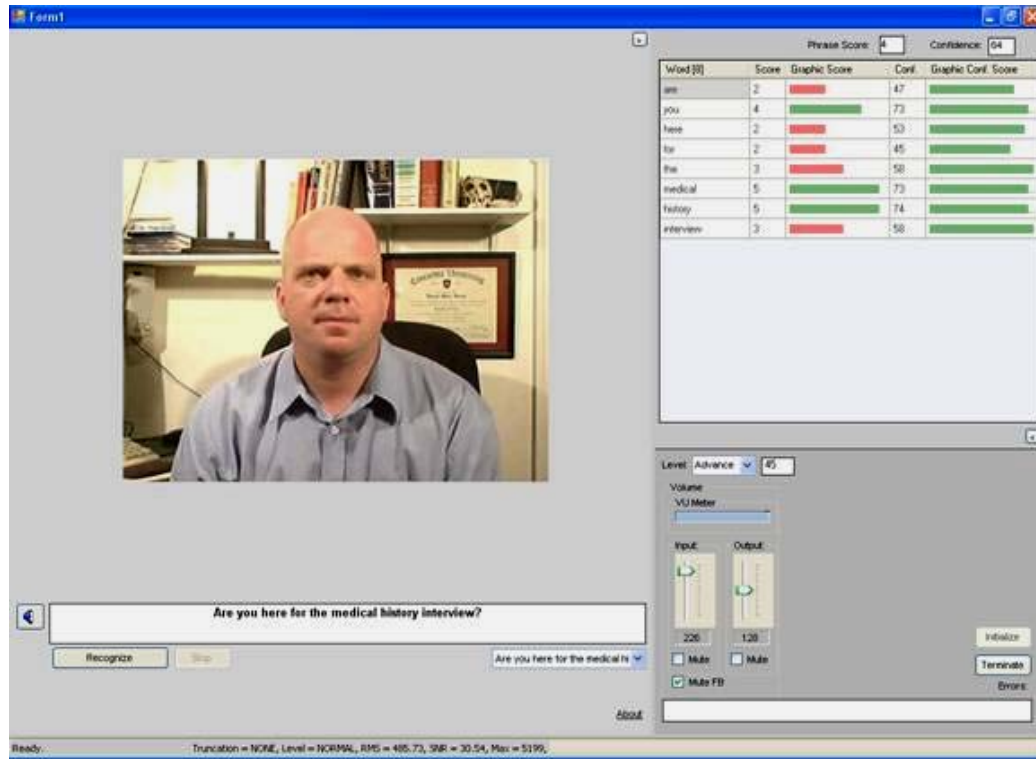 Form1
Phrase Score: 4 Confidence: 64
Word [8] Score Graphic Score Conf. Graphic Conf. Score
are 2 47
you 4 73
here 2 53
for 2 45
the 3 58
medical 5 73
history 5 74
interview 3 58
Level: Advance 45
Volume
VU Meter
Input: Output:
226 128
Mute Mute
Mute FB
Initialize
Terminate
Errors:
Are you here for the medical history interview?
Recognize Stop Are you here for the medical hi
About
Ready. Truncation = NONE, Level = NORMAL, RMS = 485.73, SNR = 30.54, Max = 5199,